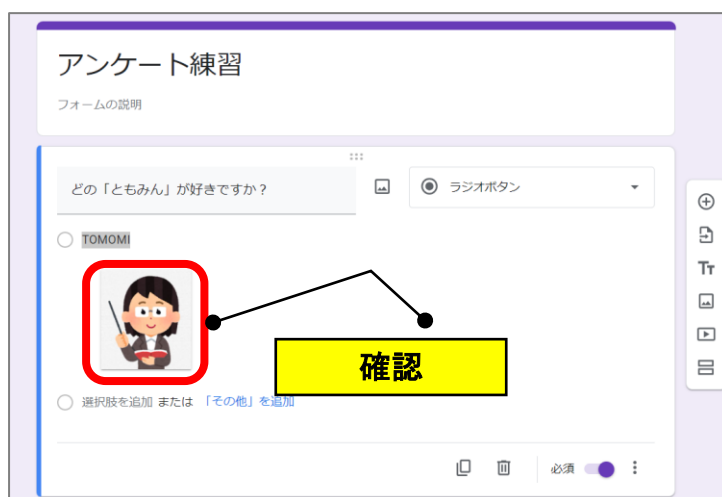 アンケート練習
フォームの説明
どの「ともみん」が好きですか？
ラジオボタン
TOMOMI
確認
選択肢を追加 または 「その他」を追加
必須
Tт